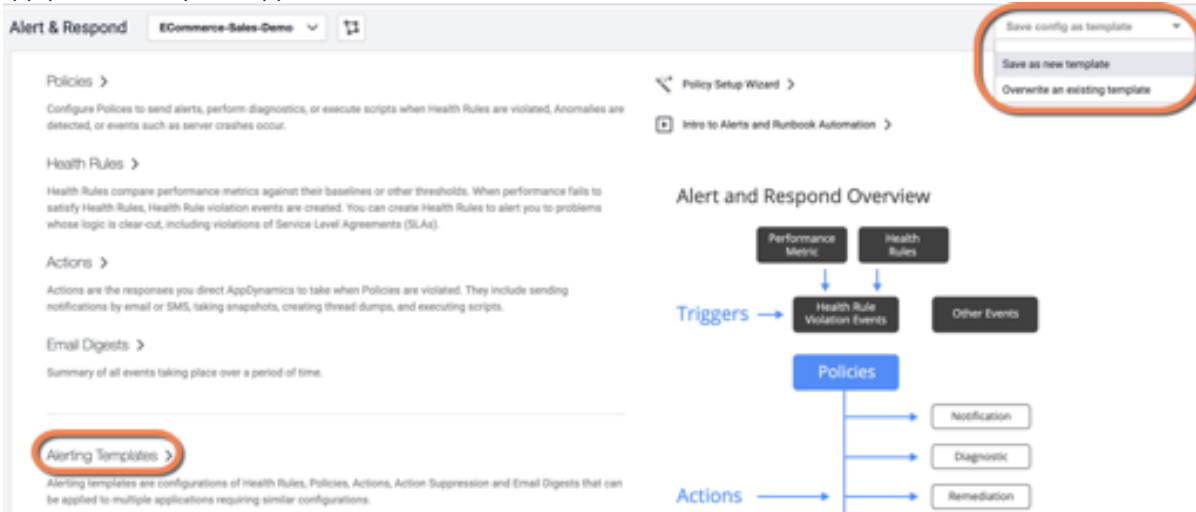 Alert & Respond
ECommerce-Sales-Demo
Save config as template
Save as new template
Overwrite an existing template
Policies >
Configure Polices to send alerts, perform diagnostics, or execute scripts when Health Rules are violated, Anomalies are
detected, or events such as server crashes occur.
Health Rules >
Health Rules compare performance metrics against their baselines or other thresholds. When performance fails to
satisfy Health Rules, Health Rule violation events are created. You can create Health Rules to alert you to problems
whose logic is clear-cut, including violations of Service Level Agreements (SLAs).
Actions >
Actions are the responses you direct AppDynamics to take when Policies are violated. They include sending
notifications by email or SMS, taking snapshots, creating thread dumps, and executing scripts.
Email Digests >
Summary of all events taking place over a period of time.
Alerting Templates >
Alerting templates are configurations of Health Rules, Policies, Actions, Action Suppression and Email Digests that can
be applied to multiple applications requiring similar configurations.
Policy Setup Wizard >
Intro to Alerts and Runbook Automation >
Alert and Respond Overview
Performance
Metric
Health
Rules
Triggers
Health Rule
Violation Events
Other Events
Policies
Notification
Diagnostic
Actions
Remediation